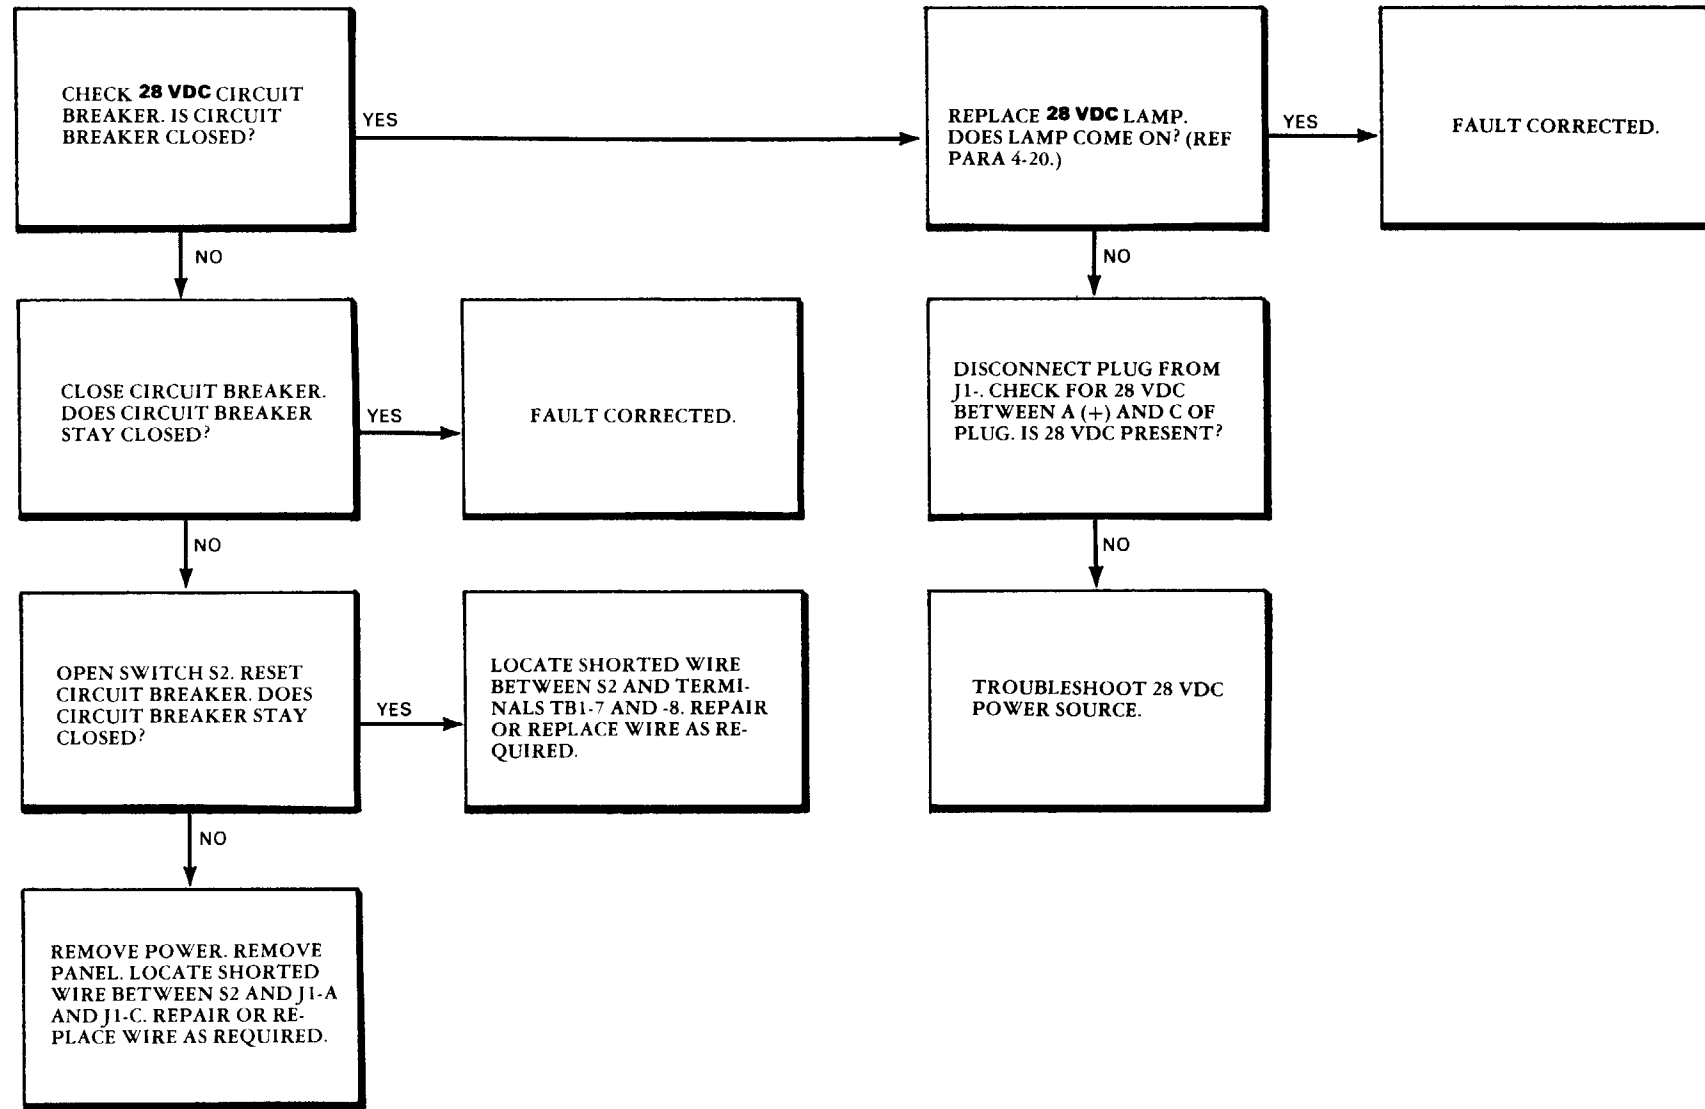 CHECK 28 VDC CIRCUIT
BREAKER. IS CIRCUIT
BREAKER CLOSED?
YES
REPLACE 28 VDC LAMP.
DOES LAMP COME ON? (REF
PARA 4-20.)
YES
FAULT CORRECTED.
NO
NO
CLOSE CIRCUIT BREAKER.
DOES CIRCUIT BREAKER
STAY CLOSED?
YES
FAULT CORRECTED.
DISCONNECT PLUG FROM
J1-. CHECK FOR 28 VDC
BETWEEN A (+) AND C OF
PLUG. IS 28 VDC PRESENT?
NO
NO
OPEN SWITCH S2. RESET
CIRCUIT BREAKER. DOES
CIRCUIT BREAKER STAY
CLOSED?
YES
LOCATE SHORTED WIRE
BETWEEN S2 AND TERMI-
NALS TB1-7 AND -8. REPAIR
OR REPLACE WIRE AS RE-
QUIRED.
TROUBLESHOOT 28 VDC
POWER SOURCE.
NO
REMOVE POWER. REMOVE
PANEL. LOCATE SHORTED
WIRE BETWEEN S2 AND J1-A
AND J1-C. REPAIR OR RE-
PLACE WIRE AS REQUIRED.